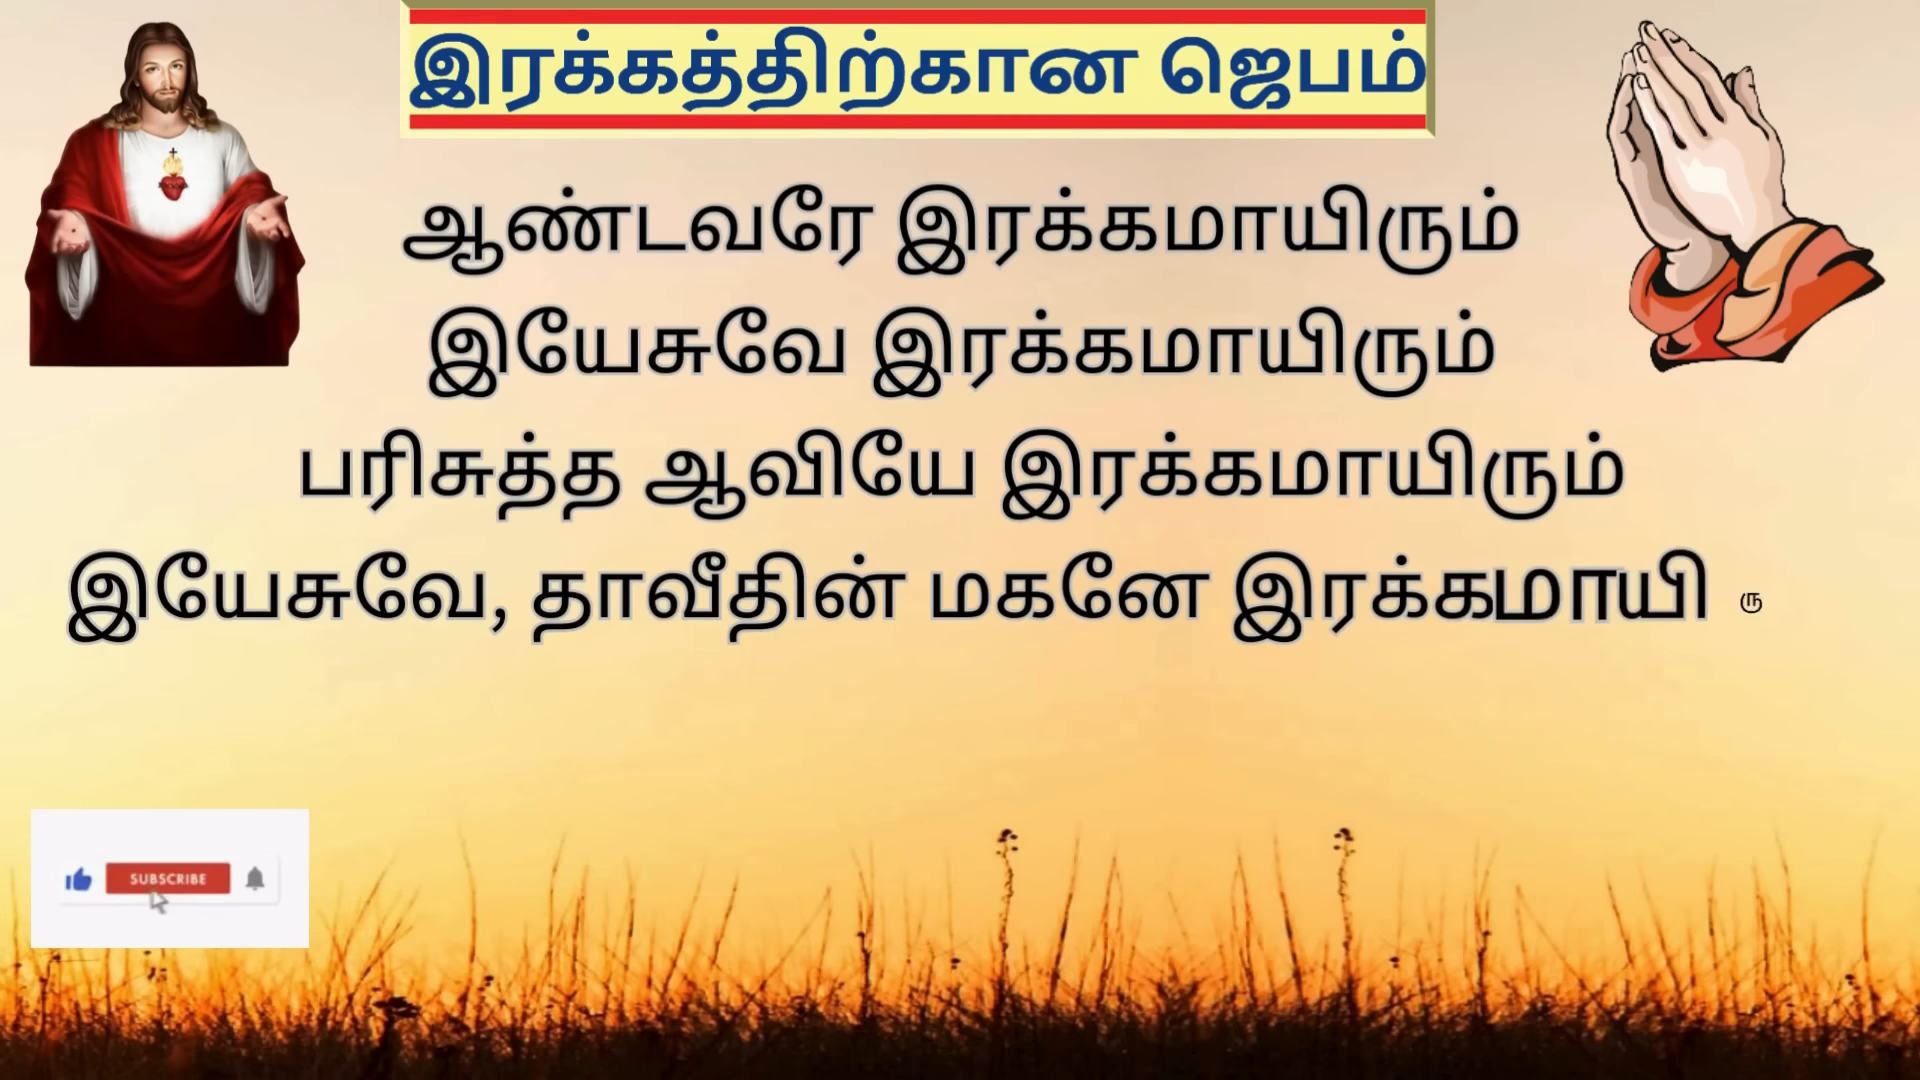 இரக்கத்திற்கான ஜெபம்
ஆண்டவரே இரக்கமாயிரும்
இயேசுவே இரக்கமாயிரும்
பரிசுத்த ஆவியே இரக்கமாயிரும்
இயேசுவே, தாவீதின் மகனே இரக்கமாயிரு
SUBSCRIBE